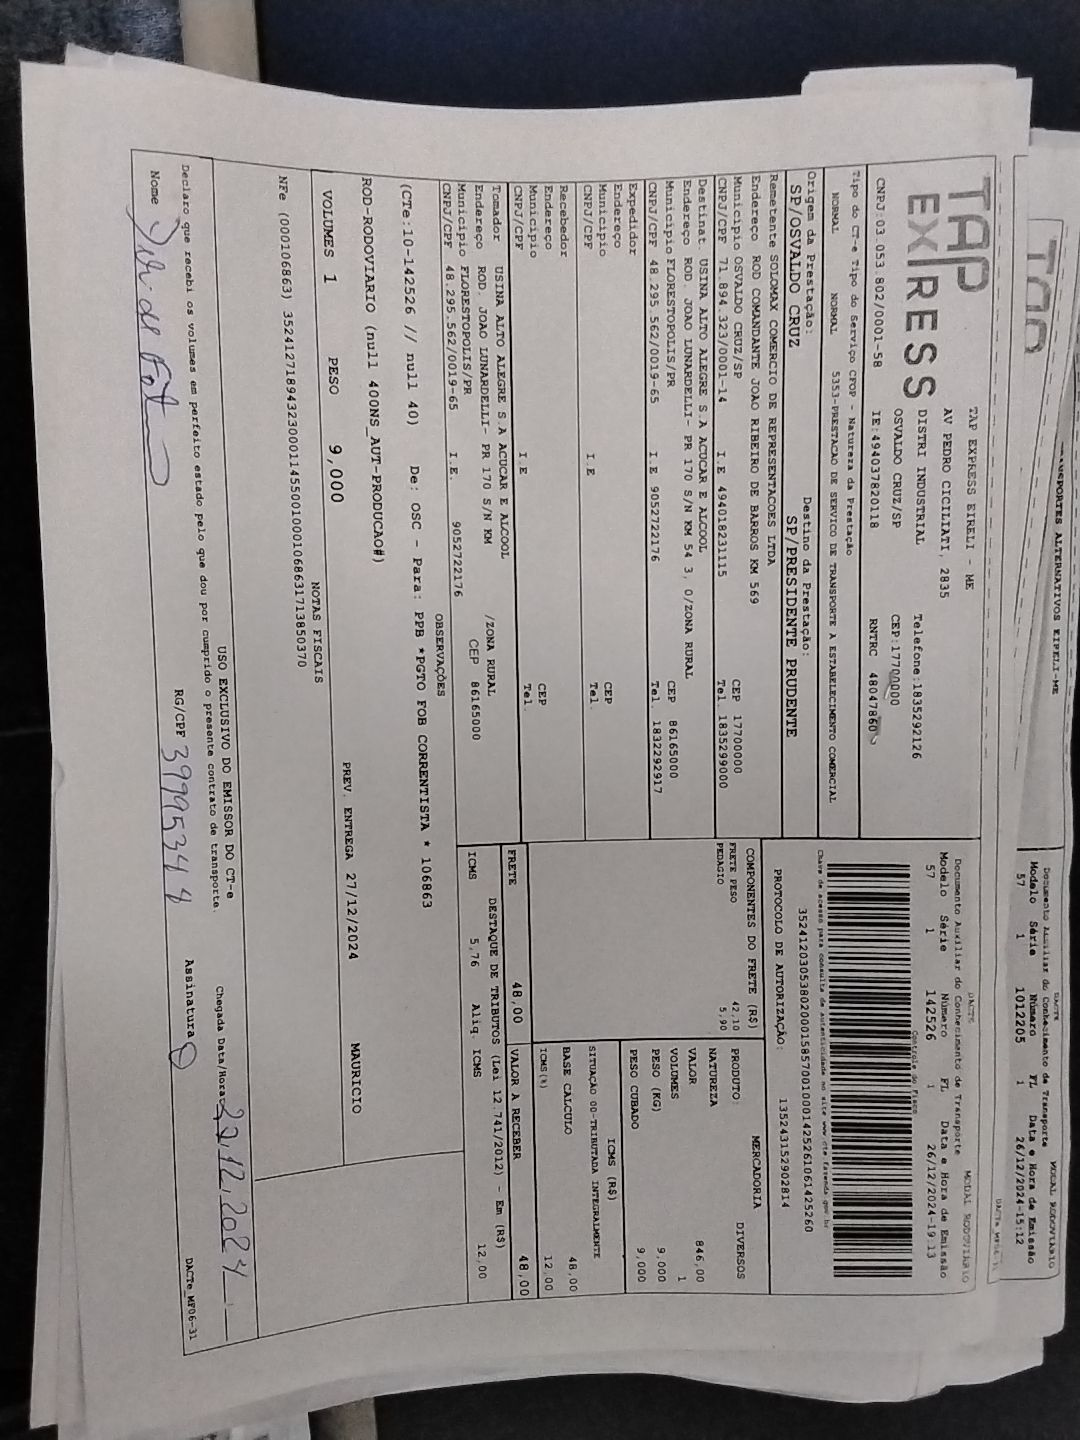 TRANSPORTES ALTERNATIVOS EIRELI-ME
DACTE
MODAL RODOVIARIO
Documento Auxiliar do Conhecimento de Transporte
Modelo Série Número FL Data e Hora de Emissão
57 1 1012205 1 26/12/2024-15:12
TAP EXPRESS
TAP EXPRESS EIRELI - ME
AV PEDRO CICILIATI, 2835
DISTRI INDUSTRIAL Telefone:1835292126
OSVALDO CRUZ/SP CEP:17700000
CNPJ:03.053.802/0001-58 IE:494037820118 RNTRC 48047860
DACTE
MODAL RODOVIARIO
Documento Auxiliar do Conhecimento de Transporte
Modelo Série Número FL Data e Hora de Emissão
57 1 142526 1 26/12/2024-19:13
Controle do Fisco
Tipo do CT-e Tipo do Serviço CFOP - Natureza da Prestação
NORMAL NORMAL 5353-PRESTACAO DE SERVICO DE TRANSPORTE A ESTABELECIMENTO COMERCIAL
Chave de acesso para consulta de autenticidade no site www.cte.fazenda.gov.br
35241203053802000158570010001425261061425260
Origem da Prestação: Destino da Prestação:
SP/OSVALDO CRUZ SP/PRESIDENTE PRUDENTE
PROTOCOLO DE AUTORIZAÇÃO: 135243152902814
Remetente SOLOMAX COMERCIO DE REPRESENTACOES LTDA
Endereço ROD COMANDANTE JOAO RIBEIRO DE BARROS KM 569
Município OSVALDO CRUZ/SP CEP 17700000
CNPJ/CPF 71.894.323/0001-14 I.E 494018231115 Tel. 1835299000
Destinat USINA ALTO ALEGRE S.A ACUCAR E ALCOOL
Endereço ROD. JOAO LUNARDELLI- PR 170 S/N KM 54 3, 0/ZONA RURAL
Município FLORESTOPOLIS/PR CEP 86165000
CNPJ/CPF 48.295.562/0019-65 I.E 9052722176 Tel. 1832292917
Expedidor
Endereço
Município CEP
CNPJ/CPF I.E Tel.
Recebedor
Endereço
Município CEP
CNPJ/CPF I.E Tel.
Tomador USINA ALTO ALEGRE S.A ACUCAR E ALCOOL
Endereço ROD. JOAO LUNARDELLI- PR 170 S/N KM /ZONA RURAL
Município FLORESTOPOLIS/PR CEP 86165000
CNPJ/CPF 48.295.562/0019-65 I.E. 9052722176
COMPONENTES DO FRETE (R$)
FRETE PESO 42,10
PEDAGIO 5,90
MERCADORIA
PRODUTO: DIVERSOS
NATUREZA
VALOR 846,00
VOLUMES 1
PESO (KG) 9,000
PESO CUBADO 9,000
ICMS (R$)
SITUAÇÃO 00-TRIBUTADA INTEGRALMENTE
BASE CALCULO 48,00
ICMS(%) 12,00
FRETE 48,00 VALOR A RECEBER 48,00
DESTAQUE DE TRIBUTOS (Lei 12.741/2012) - Em (R$)
ICMS 5,76 Aliq. ICMS 12,00
OBSERVAÇÕES
(CTe:10-142526 // null 40) De: OSC - Para: PPB *PGTO FOB CORRENTISTA * 106863
ROD-RODOVIARIO (null 400NS_AUT-PRODUCAO#)
VOLUMES 1 PESO 9,000 PREV. ENTREGA 27/12/2024 MAURICIO
NOTAS FISCAIS
NFe (000106863) 35241271894323000114550010001068631713850370
USO EXCLUSIVO DO EMISSOR DO CT-e
Declaro que recebi os volumes em perfeito estado pelo que dou por cumprido o presente contrato de transporte. Chegada Data/Hora 27.12.2024
Nome RG/CPF 399953448 Assinatura
DACTe_MP06-31